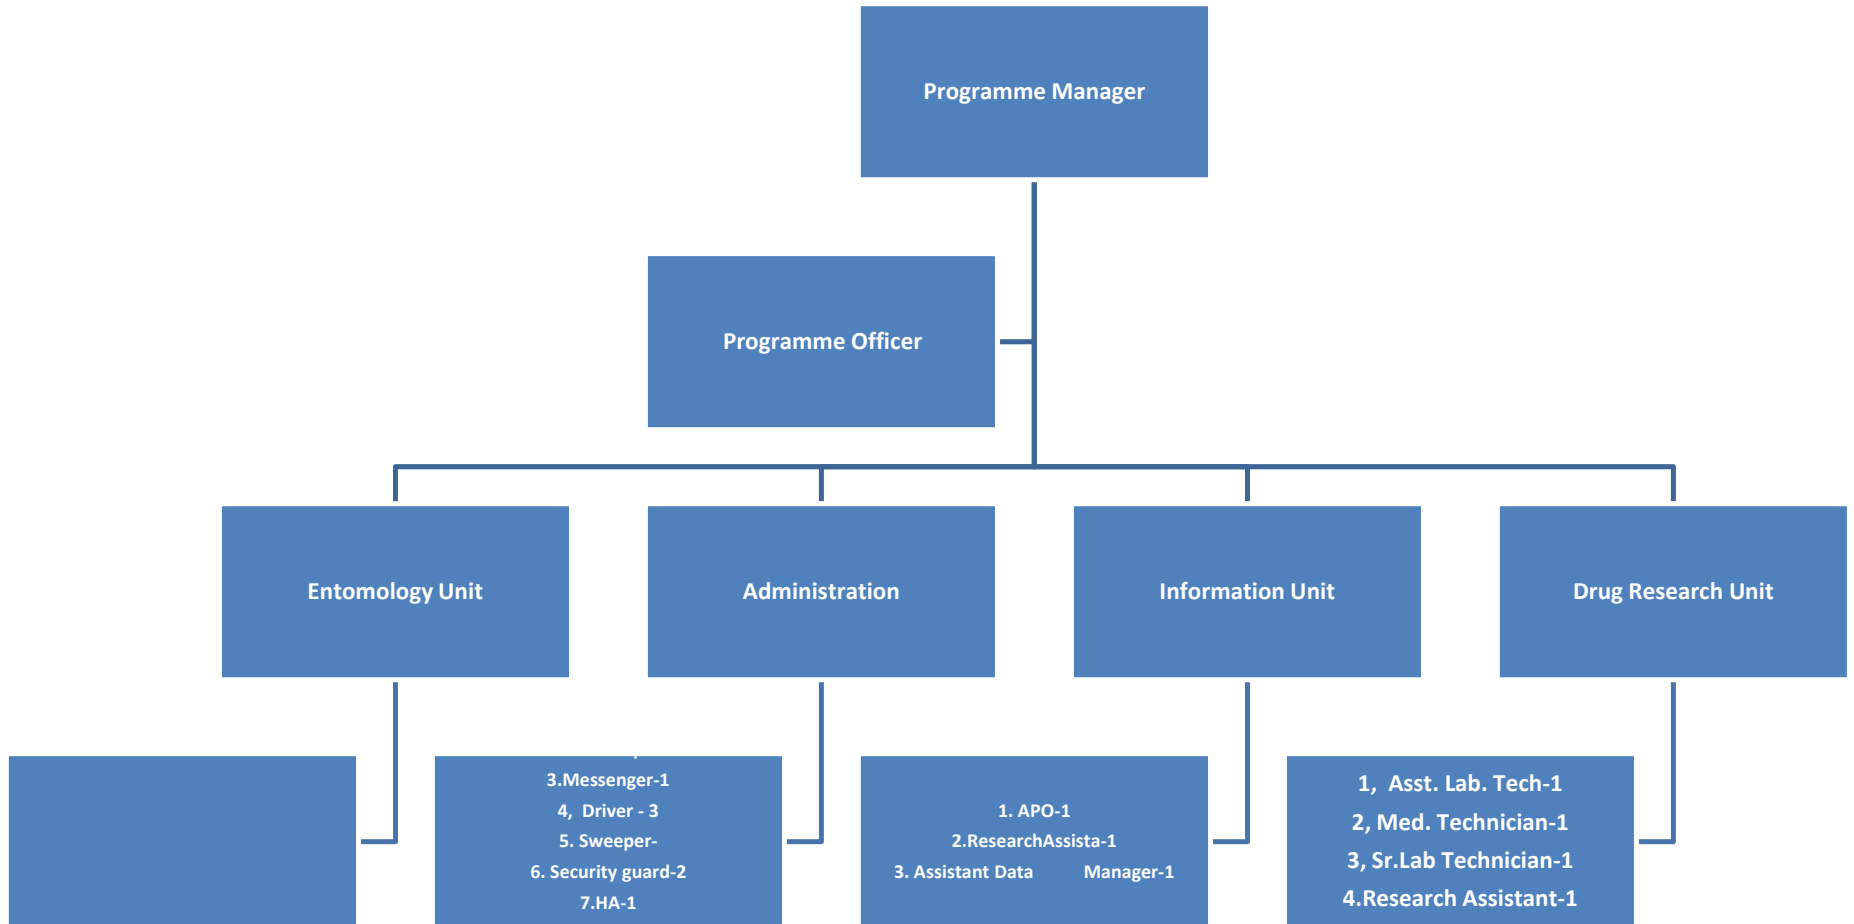 Programme Manager
Programme Officer
Entomology Unit
Administration
Information Unit
Drug Research Unit
3.Messenger-1
4, Driver - 3
5. Sweeper-
6. Security guard-2
7.HA-1
1. APO-1
2.ResearchAssista-1
3. Assistant Data Manager-1
1, Asst. Lab. Tech-1
2, Med. Technician-1
3, Sr.Lab Technician-1
4.Research Assistant-1